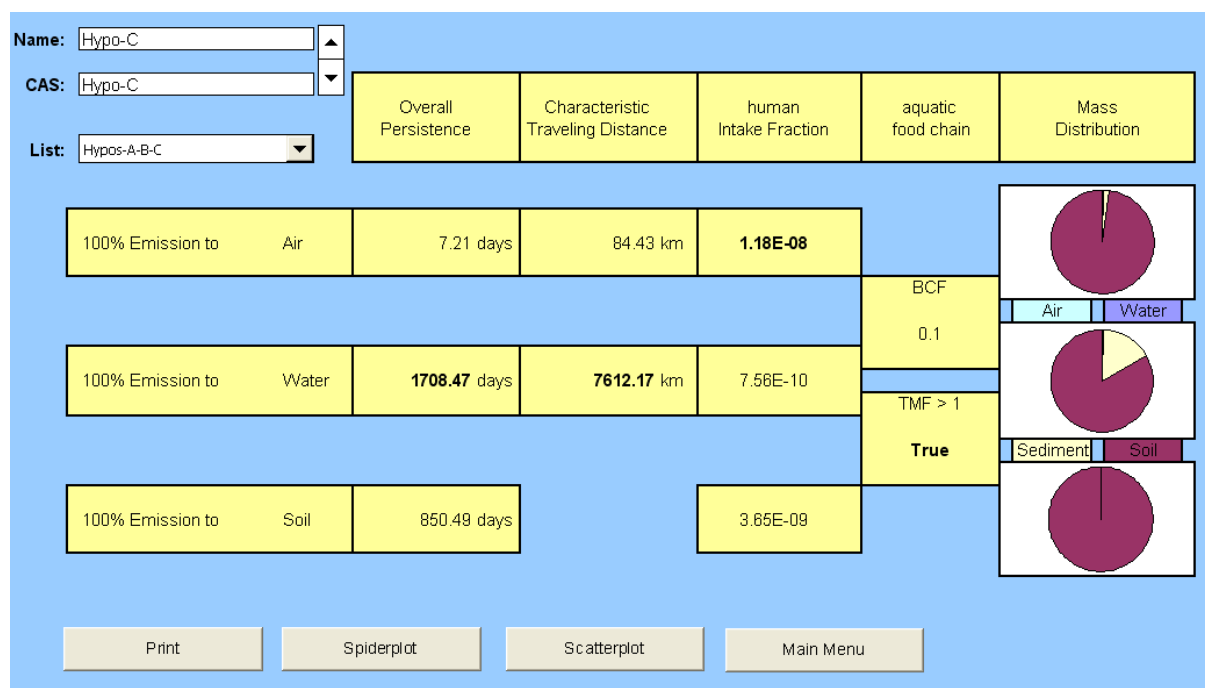 Name: Hypo-C
CAS: Hypo-C
List: Hypos-A-B-C
Overall
Persistence
Characteristic
Traveling Distance
human
Intake Fraction
aquatic
food chain
Mass
Distribution
100% Emission to Air 7.21 days 84.43 km 1.18E-08
BCF
0.1
Air Water
100% Emission to Water 1708.47 days 7612.17 km 7.56E-10
TMF > 1
True
Sediment Soil
100% Emission to Soil 850.49 days 3.65E-09
Print Spiderplot Scatterplot Main Menu